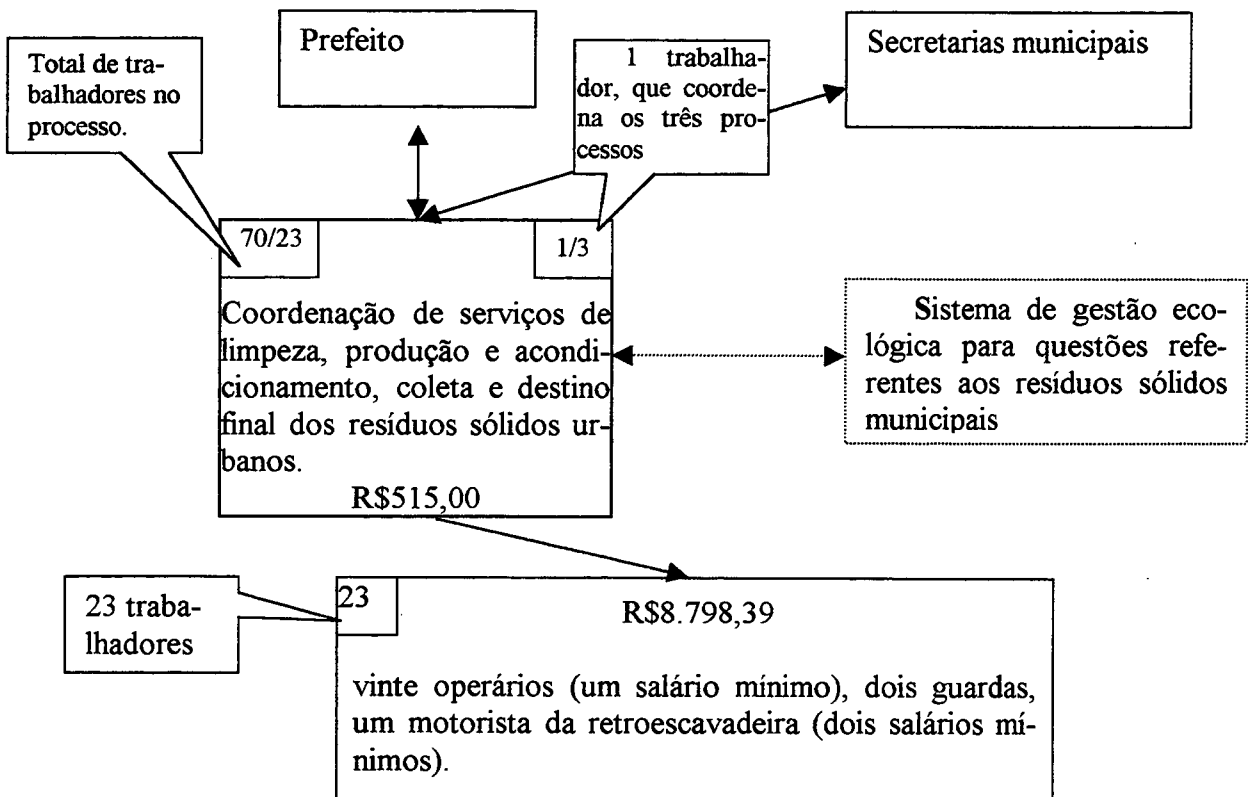 Prefeito
Secretarias municipais
Total de tra-
balhadores no
processo.
1 trabalha-
dor, que coorde-
na os três pro-
cessos
70/23
1/3
Coordenação de serviços de
limpeza, produção e acondi-
cionamento, coleta e destino
final dos resíduos sólidos ur-
banos.
R$515,00
Sistema de gestão eco-
lógica para questões refe-
rentes aos resíduos sólidos
municipais
23 traba-
lhadores
23
R$8.798,39
vinte operários (um salário mínimo), dois guardas,
um motorista da retroescavadeira (dois salários mí-
nimos).